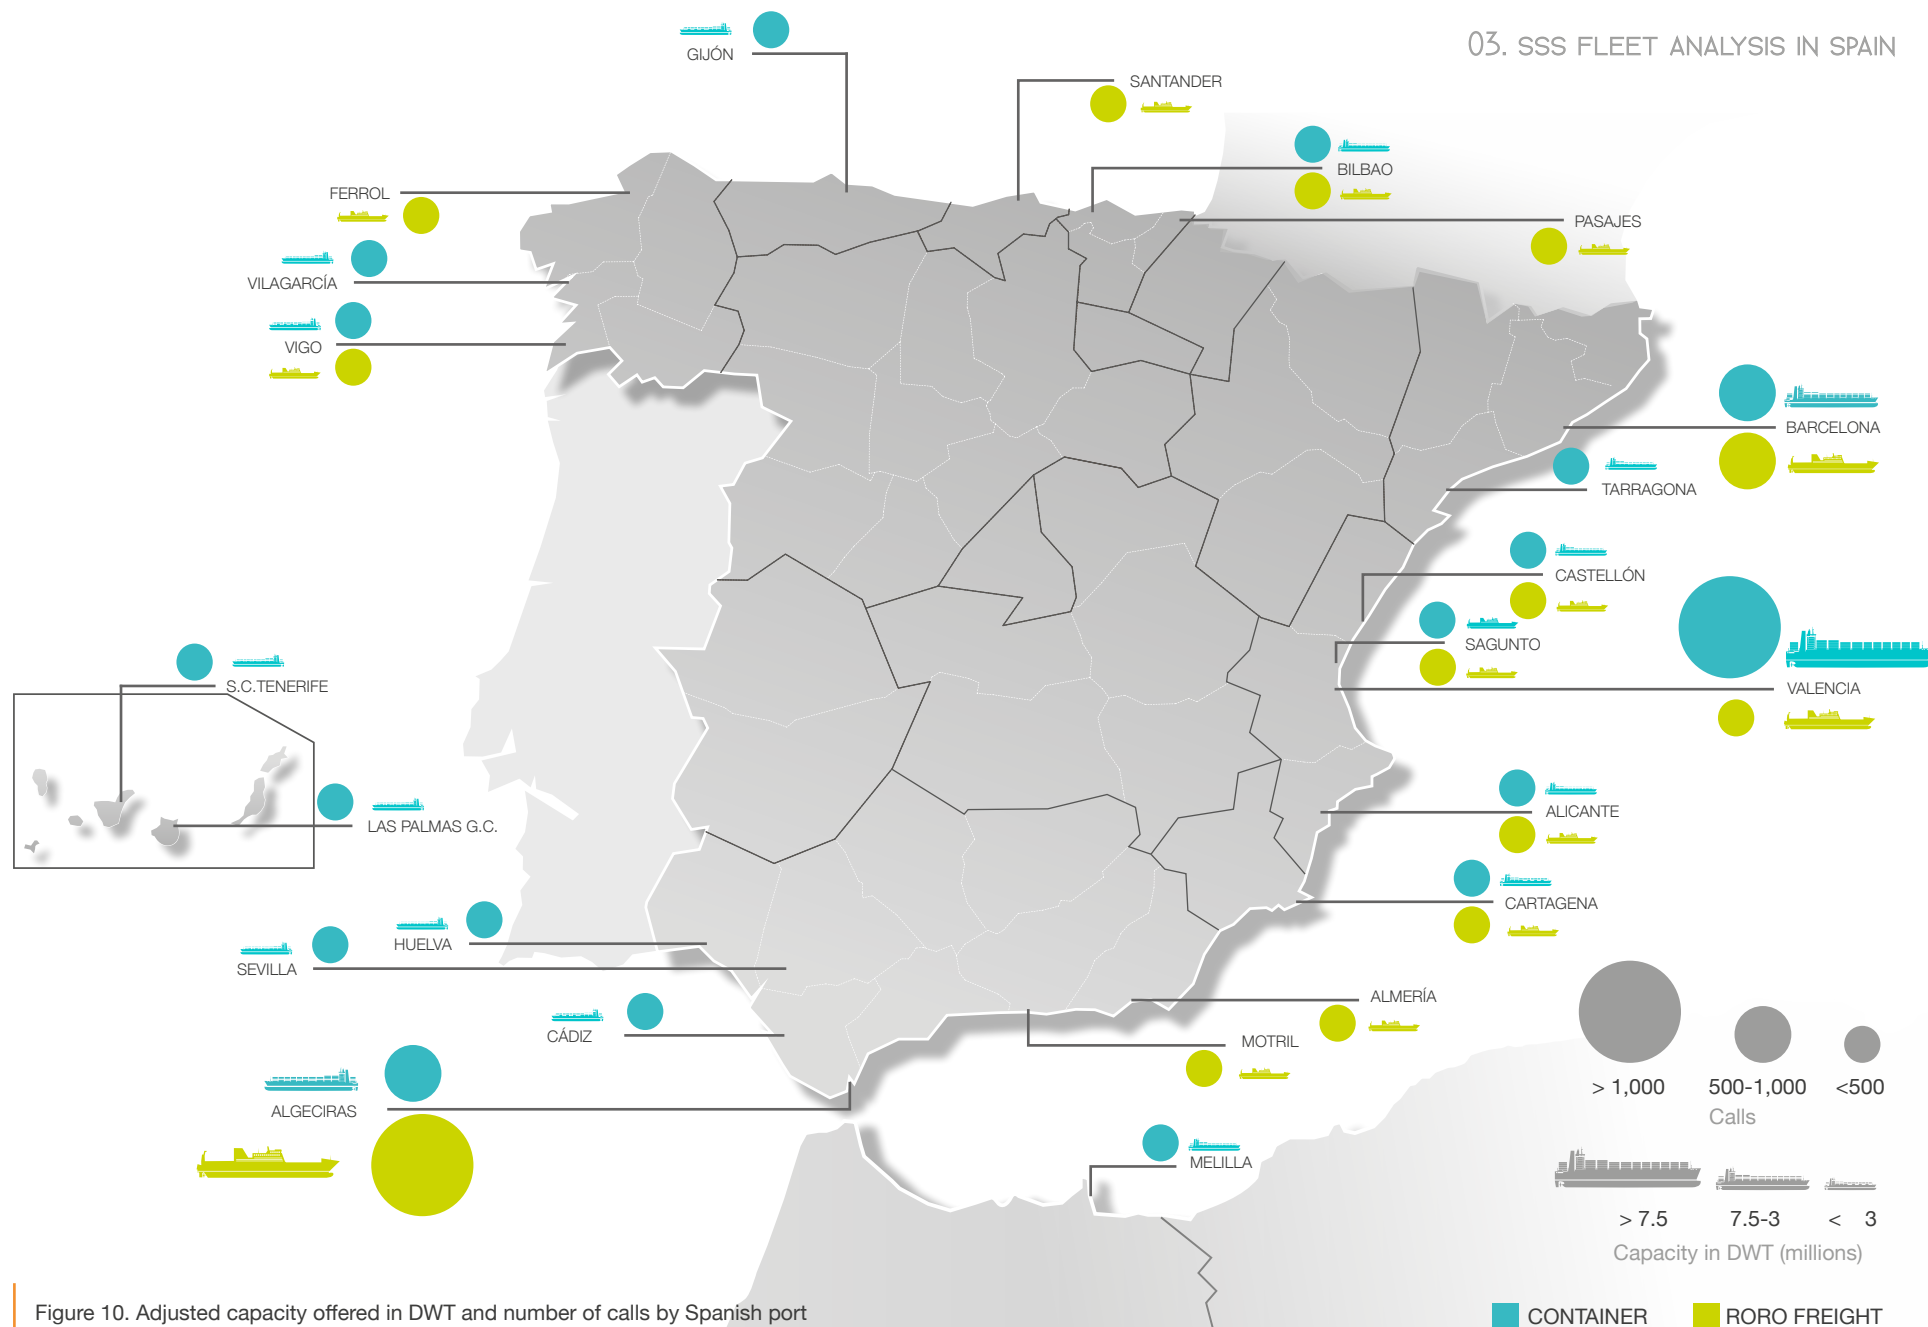 03. SSS FLEET ANALYSIS IN SPAIN
GIJÓN
SANTANDER
BILBAO
FERROL
PASAJES
VILAGARCÍA
VIGO
BARCELONA
TARRAGONA
CASTELLÓN
SAGUNTO
S.C.TENERIFE
VALENCIA
ALICANTE
LAS PALMAS G.C.
CARTAGENA
HUELVA
SEVILLA
ALMERÍA
CÁDIZ
MOTRIL
ALGECIRAS
MELILLA
> 1,000 500-1,000 <500
Calls
> 7.5 7.5-3 < 3
Capacity in DWT (millions)
Figure 10. Adjusted capacity offered in DWT and number of calls by Spanish port
CONTAINER RORO FREIGHT